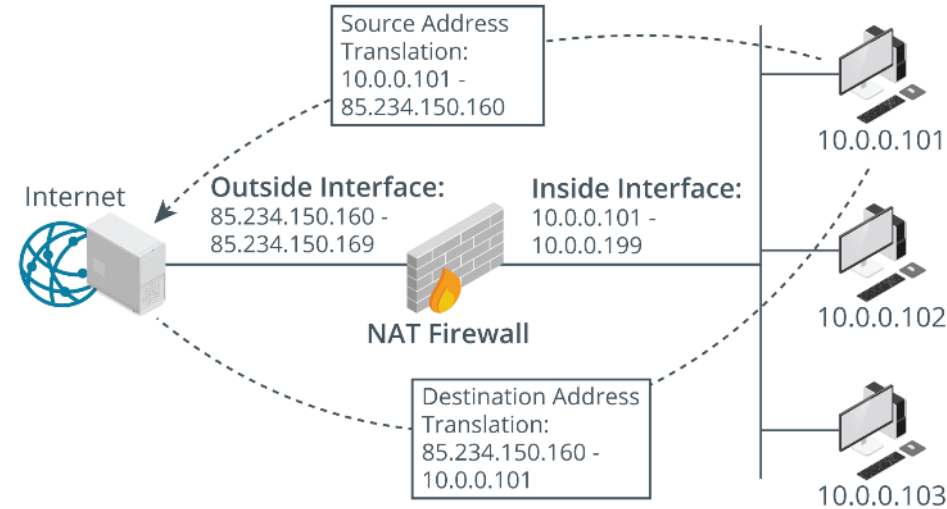 Source Address
Translation:
10.0.0.101 -
85.234.150.160
10.0.0.101
Internet
Outside Interface:
85.234.150.160 -
85.234.150.169
Inside Interface:
10.0.0.101 -
10.0.0.199
NAT Firewall
10.0.0.102
Destination Address
Translation:
85.234.150.160 -
10.0.0.101
10.0.0.103